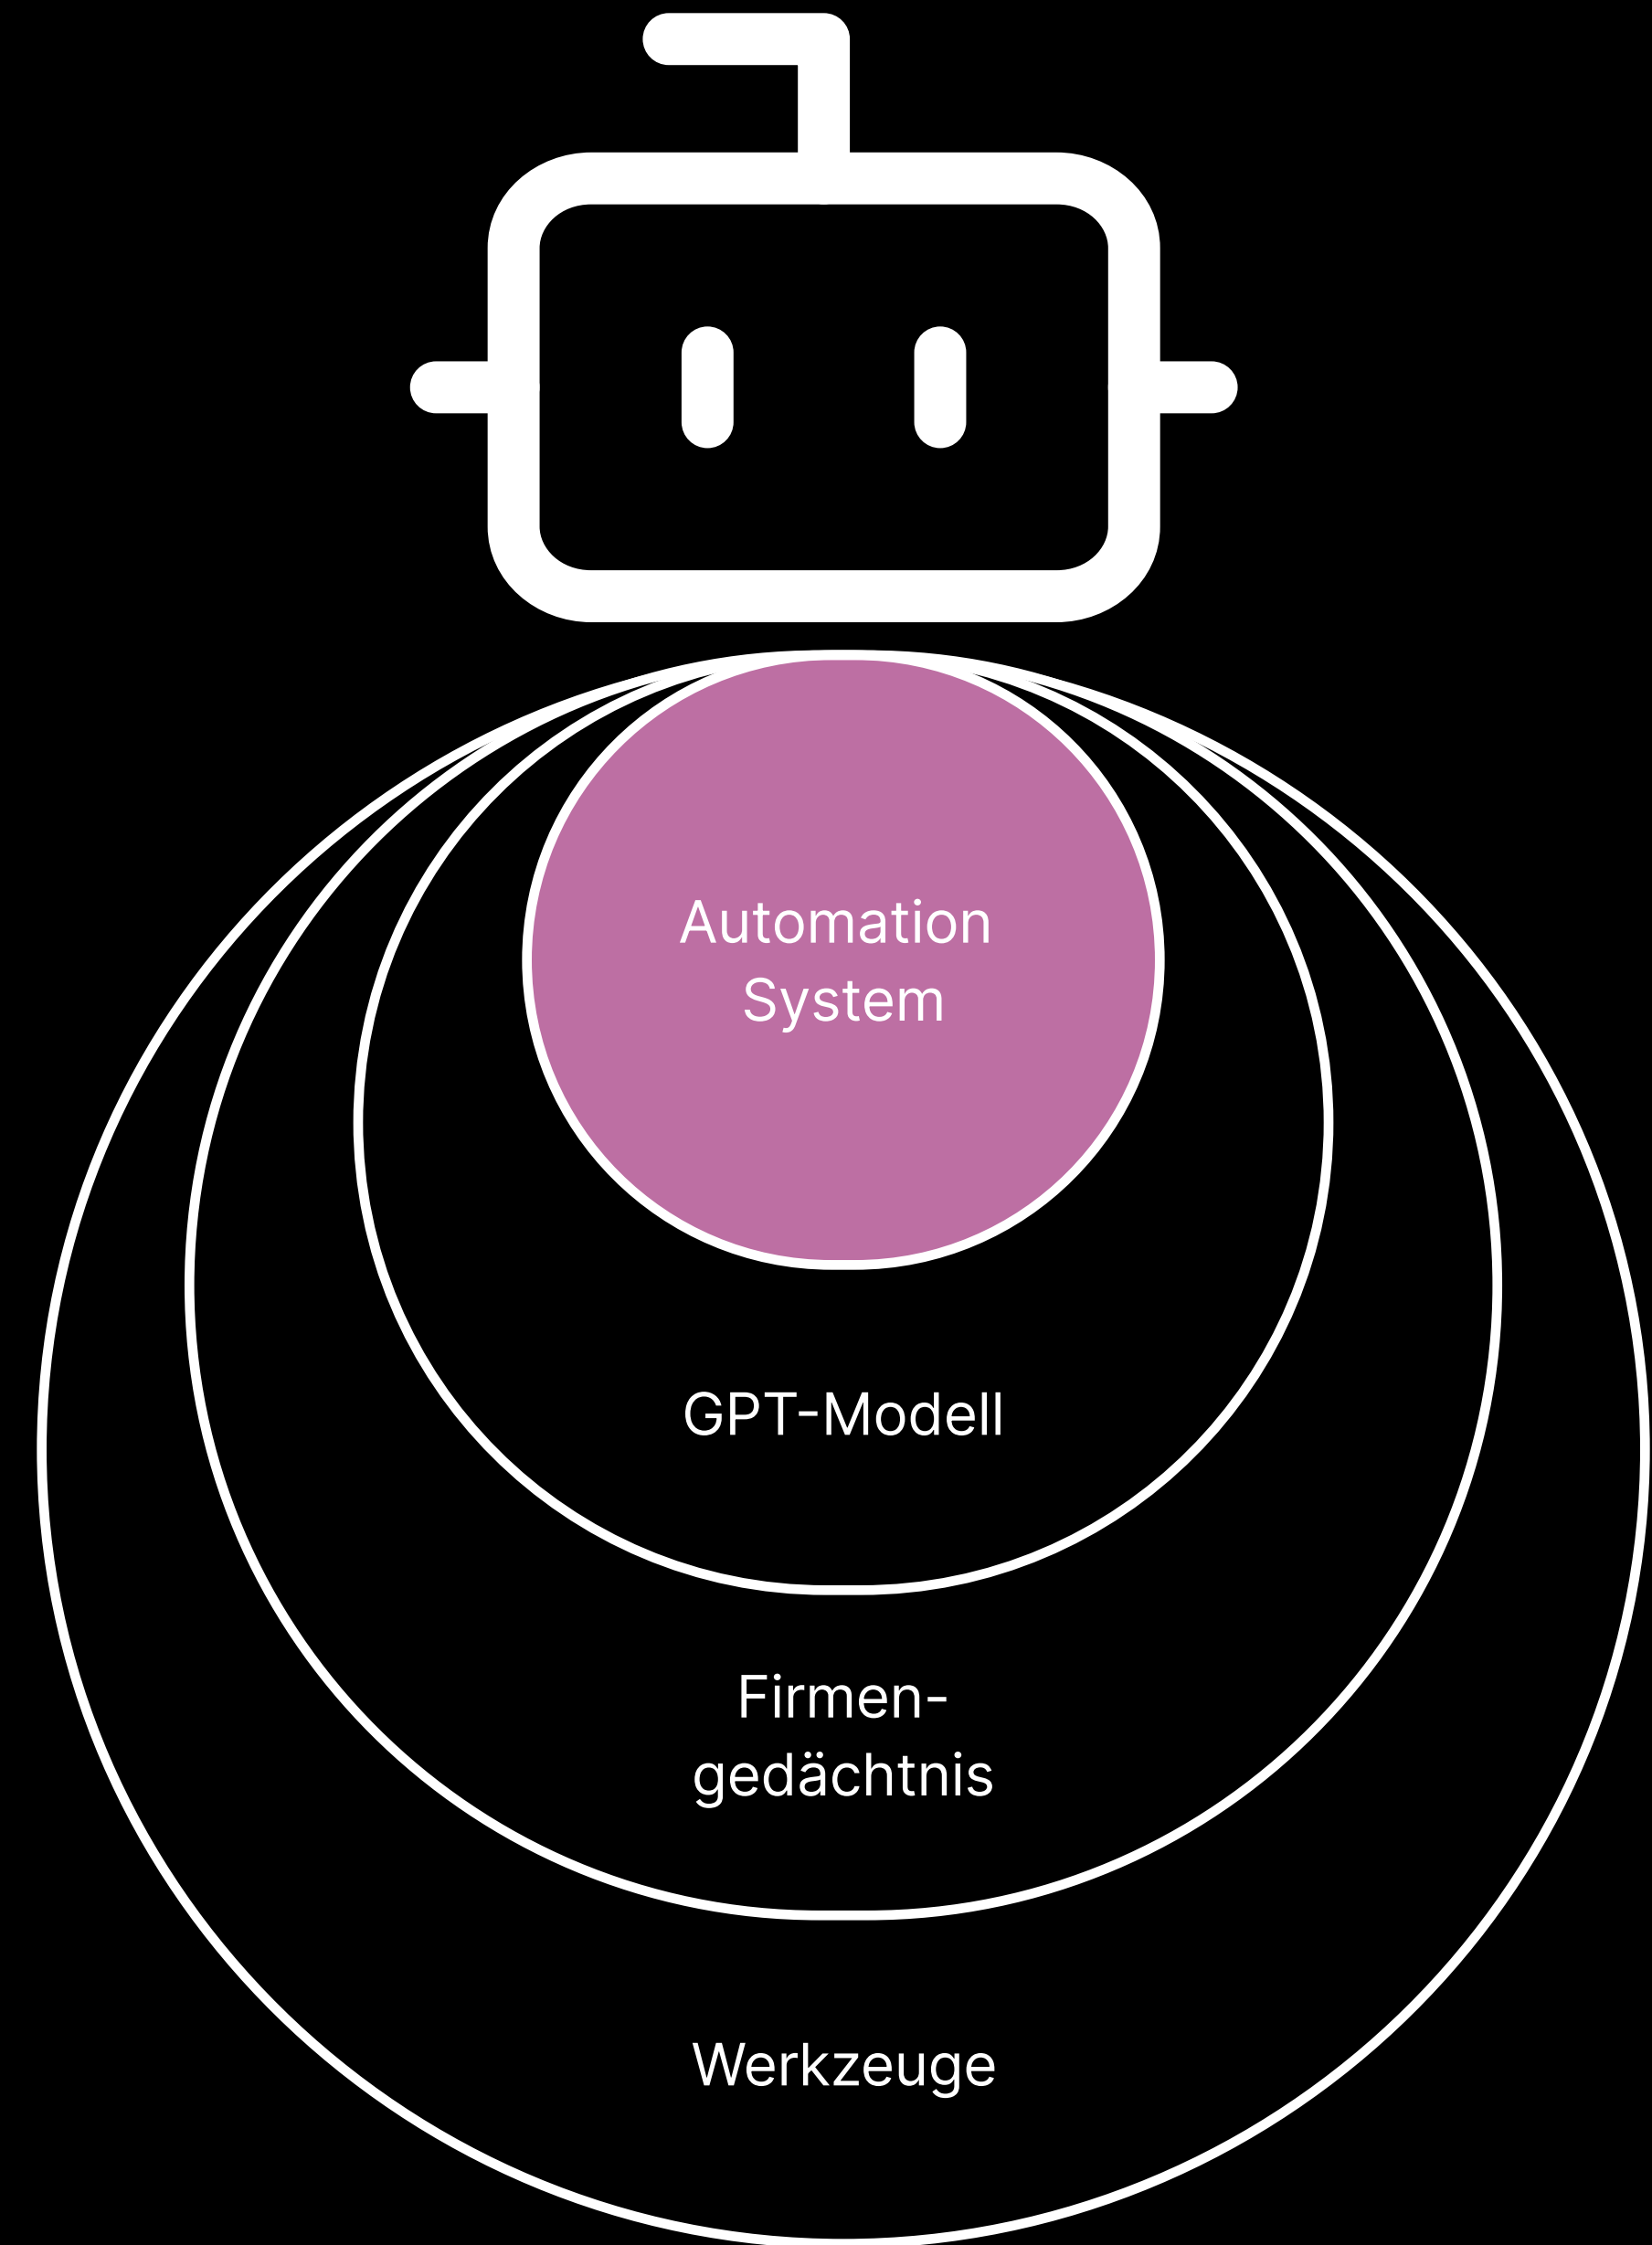 Automation
System
GPT-Modell
Firmen-
gedächtnis
Werkzeuge